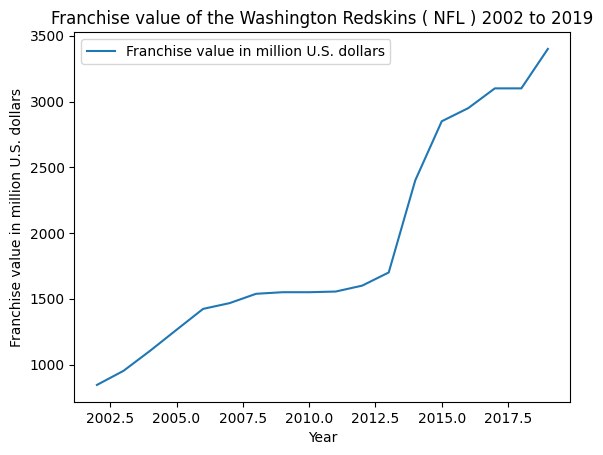 Franchise value of the Washington Redskins ( NFL ) 2002 to 2019
Franchise value in million U.S. dollars
Franchise value in million U.S. dollars
3500
3000
2500
2000
1500
1000
2002.5 2005.0 2007.5 2010.0 2012.5 2015.0 2017.5
Year